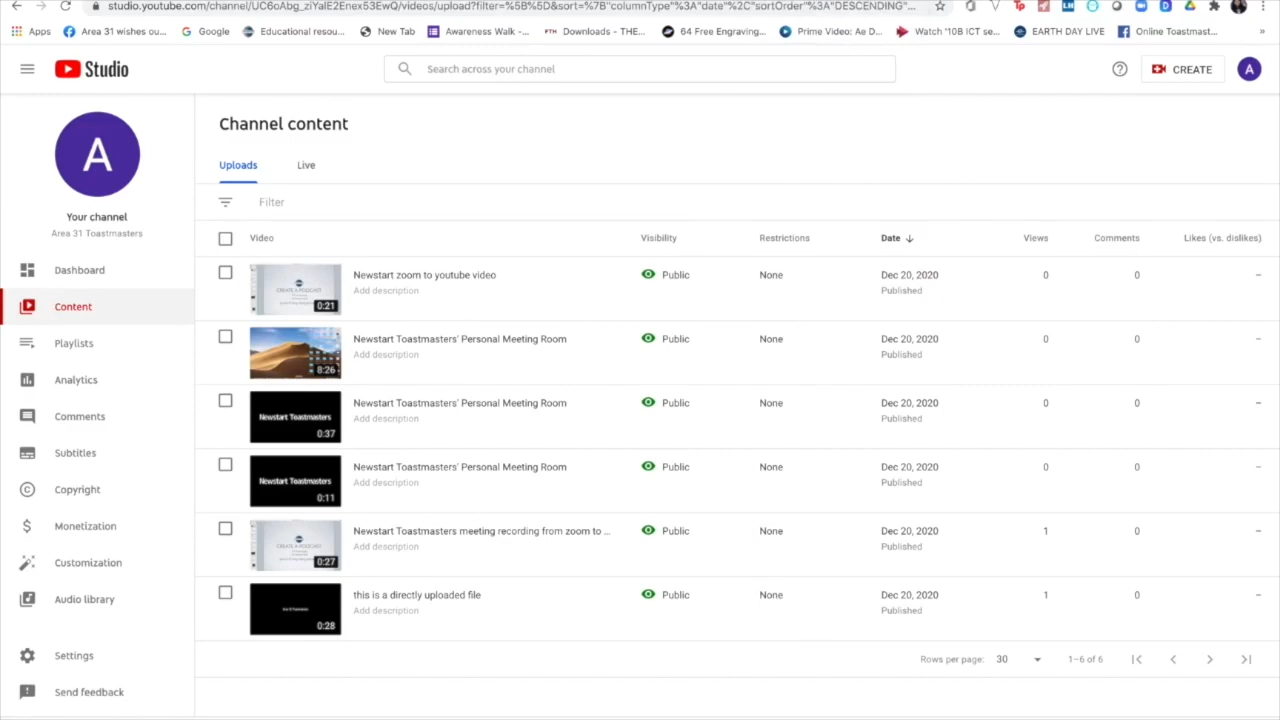 studio.youtube.com/channel/UC6oAbg_ziYaIE2Enex53EwQ/videos/upload?filter=%5B%5D&sort=%7B"columnType"%3A"date"%2C"sortOrder"%3A"DESCENDING"...
Apps
Area 31 wishes ou...
Google
Educational resou...
New Tab
Awareness Walk -...
FTH Downloads - THE...
64 Free Engraving...
Prime Video: Ae D...
Watch "10B ICT se...
EARTH DAY LIVE
Online Toastmast...
»
Studio
Search across your channel
CREATE
A
A
Your channel
Area 31 Toastmasters
Dashboard
Content
Playlists
Analytics
Comments
Subtitles
Copyright
Monetization
Customization
Audio library
Settings
Send feedback
Channel content
Uploads Live
Filter
Video Visibility Restrictions Date Views Comments Likes (vs. dislikes)
CREATE A PODCAST
0:21
Newstart zoom to youtube video Public None Dec 20, 2020 0 0 –
Add description Published
8:26
Newstart Toastmasters' Personal Meeting Room Public None Dec 20, 2020 0 0 –
Add description Published
Newstart Toastmasters
0:37
Newstart Toastmasters' Personal Meeting Room Public None Dec 20, 2020 0 0 –
Add description Published
Newstart Toastmasters
0:11
Newstart Toastmasters' Personal Meeting Room Public None Dec 20, 2020 0 0 –
Add description Published
CREATE A PODCAST
0:27
Newstart Toastmasters meeting recording from zoom to ... Public None Dec 20, 2020 1 0 –
Add description Published
0:28
this is a directly uploaded file Public None Dec 20, 2020 1 0 –
Add description Published
Rows per page: 30 1–6 of 6